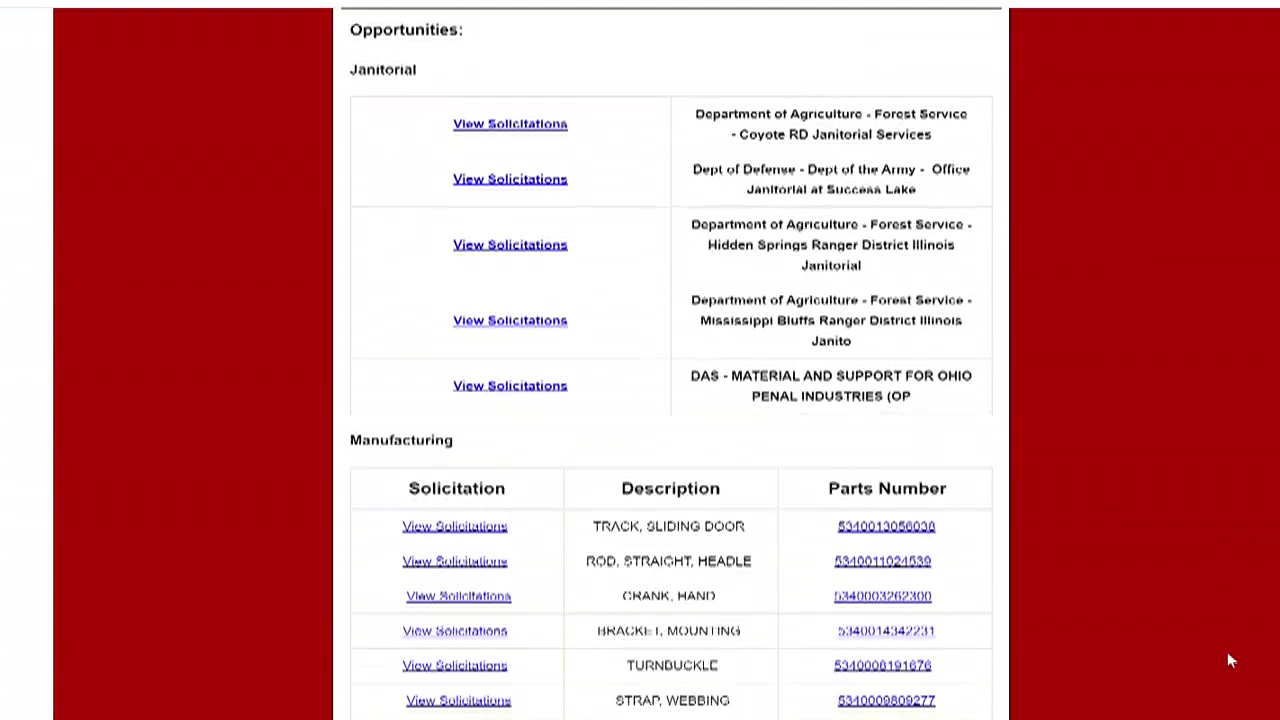 Opportunities:
Janitorial
View Solicitations
Department of Agriculture - Forest Service
- Coyote RD Janitorial Services
View Solicitations
Dept of Defense - Dept of the Army - Office
Janitorial at Success Lake
View Solicitations
Department of Agriculture - Forest Service -
Hidden Springs Ranger District Illinois
Janitorial
View Solicitations
Department of Agriculture - Forest Service -
Mississippi Bluffs Ranger District Illinois
Janito
View Solicitations
DAS - MATERIAL AND SUPPORT FOR OHIO
PENAL INDUSTRIES (OP
Manufacturing
Solicitation Description Parts Number
View Solicitations TRACK, SLIDING DOOR 5340013056038
View Solicitations ROD, STRAIGHT, HEADLE 5340011024539
View Solicitations CRANK, HAND 5340003262300
View Solicitations BRACKET, MOUNTING 5340014342231
View Solicitations TURNBUCKLE 5340008191676
View Solicitations STRAP, WEBBING 5340009809277